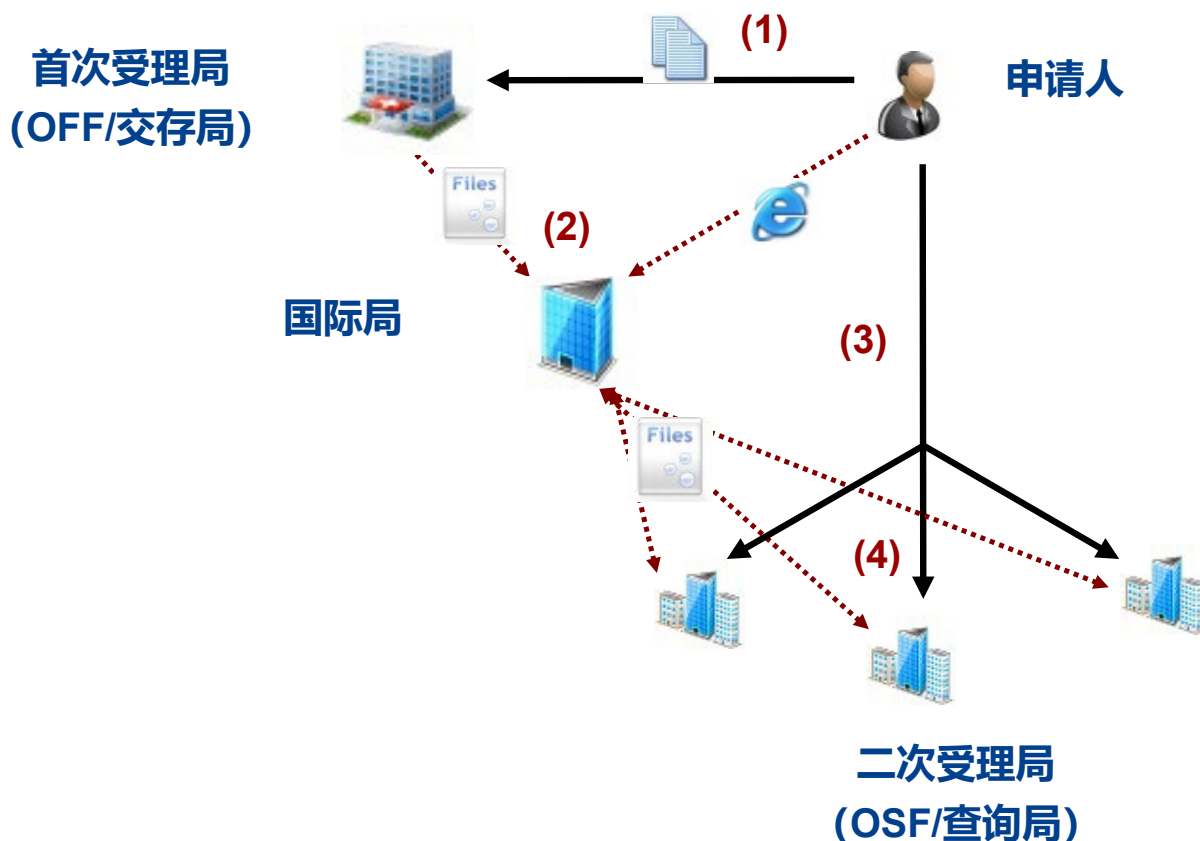 (1)
首次受理局
(OFF/交存局)
申请人
Files
(2)
国际局
(3)
Files
(4)
二次受理局
(OSF/查询局)